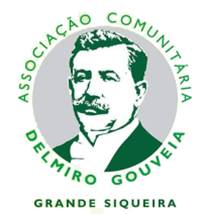 ASSOCIAÇÃO COMUNITÁRIA
DELMIRO GOUVEIA
GRANDE SIQUEIRA